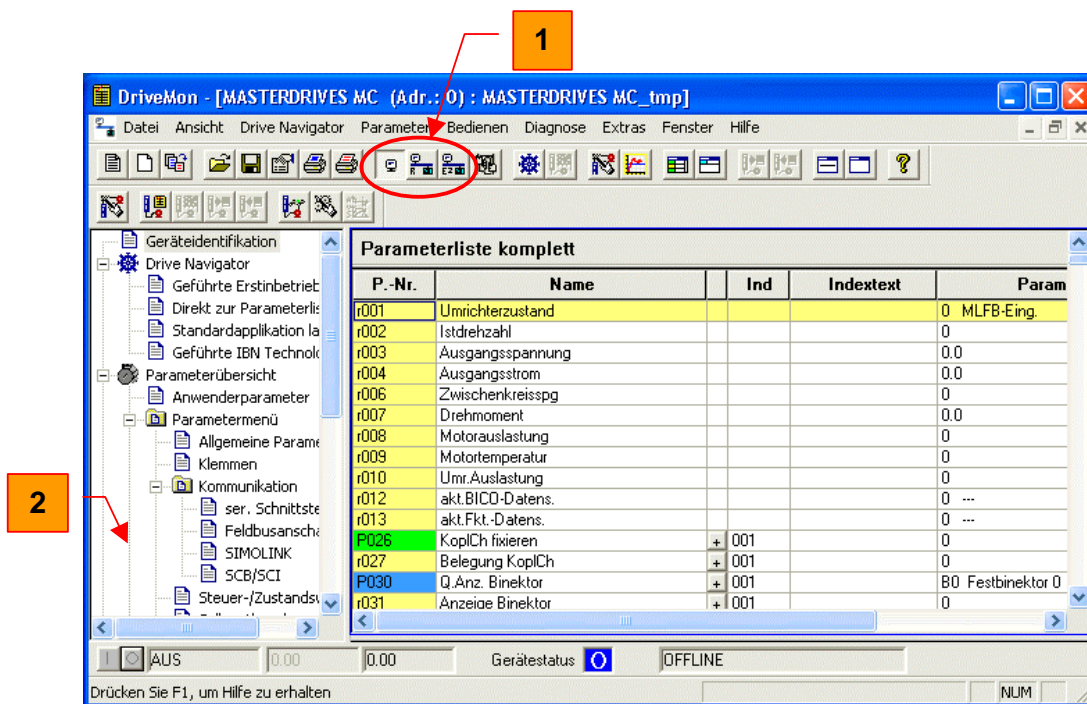 1
DriveMon - [MASTERDRIVES MC (Adr.: 0) : MASTERDRIVES MC_tmp]
Datei Ansicht Drive Navigator Parameter Bedienen Diagnose Extras Fenster Hilfe
Geräteidentifikation
Drive Navigator
Geführte Erstinbetrieb
Direkt zur Parameterlis
Standardapplikation la
Geführte IBN Technolo
Parameterübersicht
Anwenderparameter
Parametermenü
Allgemeine Parame
Klemmen
Kommunikation
ser. Schnittste
Feldbusanscha
SIMOLINK
SCB/SCI
Steuer-/Zustandsw
2
Parameterliste komplett
P.-Nr. Name Ind Indextext Param
r001 Umrichterzustand 0 MLFB-Eing.
r002 Istdrehzahl 0
r003 Ausgangsspannung 0.0
r004 Ausgangsstrom 0.0
r006 Zwischenkreisspg 0
r007 Drehmoment 0.0
r008 Motorauslastung 0
r009 Motortemperatur 0
r010 Umr.Auslastung 0
r012 akt.BICO-Datens. 0 ---
r013 akt.Fkt.-Datens. 0 ---
P026 KoplCh fixieren + 001 0
r027 Belegung KoplCh + 001 0
P030 Q.Anz. Binektor + 001 B0 Festbinektor 0
r031 Anzeige Binektor + 001 0
AUS 0.00 0.00 Gerätestatus OFFLINE
Drücken Sie F1, um Hilfe zu erhalten NUM